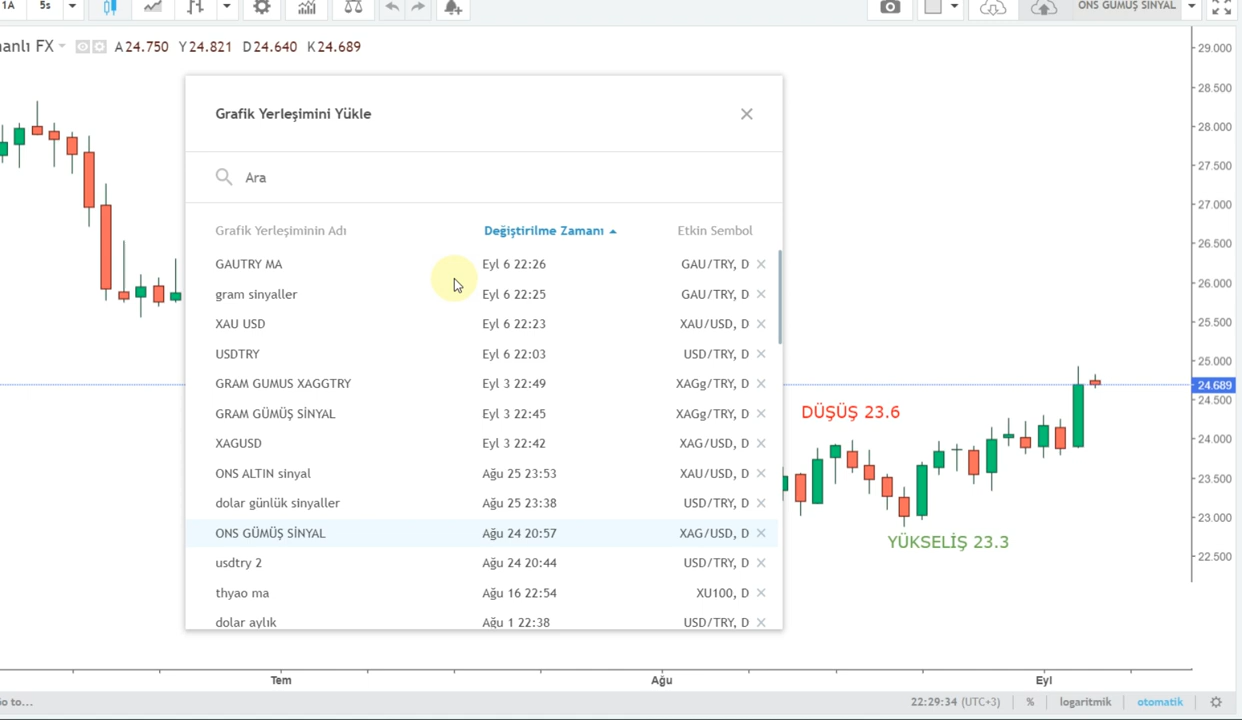 1A 5s ONS GÜMÜŞ SİNYAL
anlı FX A24.750 Y24.821 D24.640 K24.689
Grafik Yerleşimini Yükle
Ara
Grafik Yerleşiminin Adı Değiştirilme Zamanı Etkin Sembol
GAUTRY MA Eyl 6 22:26 GAU/TRY, D
gram sinyaller Eyl 6 22:25 GAU/TRY, D
XAU USD Eyl 6 22:23 XAU/USD, D
USDTRY Eyl 6 22:03 USD/TRY, D
GRAM GUMUS XAGGTRY Eyl 3 22:49 XAGg/TRY, D
GRAM GÜMÜŞ SİNYAL Eyl 3 22:45 XAGg/TRY, D
XAGUSD Eyl 3 22:42 XAG/USD, D
ONS ALTIN sinyal Ağu 25 23:53 XAU/USD, D
dolar günlük sinyaller Ağu 25 23:38 USD/TRY, D
ONS GÜMÜŞ SİNYAL Ağu 24 20:57 XAG/USD, D
usdtry 2 Ağu 24 20:44 USD/TRY, D
thyao ma Ağu 16 22:54 XU100, D
dolar aylık Ağu 1 22:38 USD/TRY, D
DÜŞÜŞ 23.6
YÜKSELİŞ 23.3
29.000
28.500
28.000
27.500
27.000
26.500
26.000
25.500
25.000
24.689
24.500
24.000
23.500
23.000
22.500
Tem Ağu Eyl
o to... 22:29:34 (UTC+3) % logaritmik otomatik